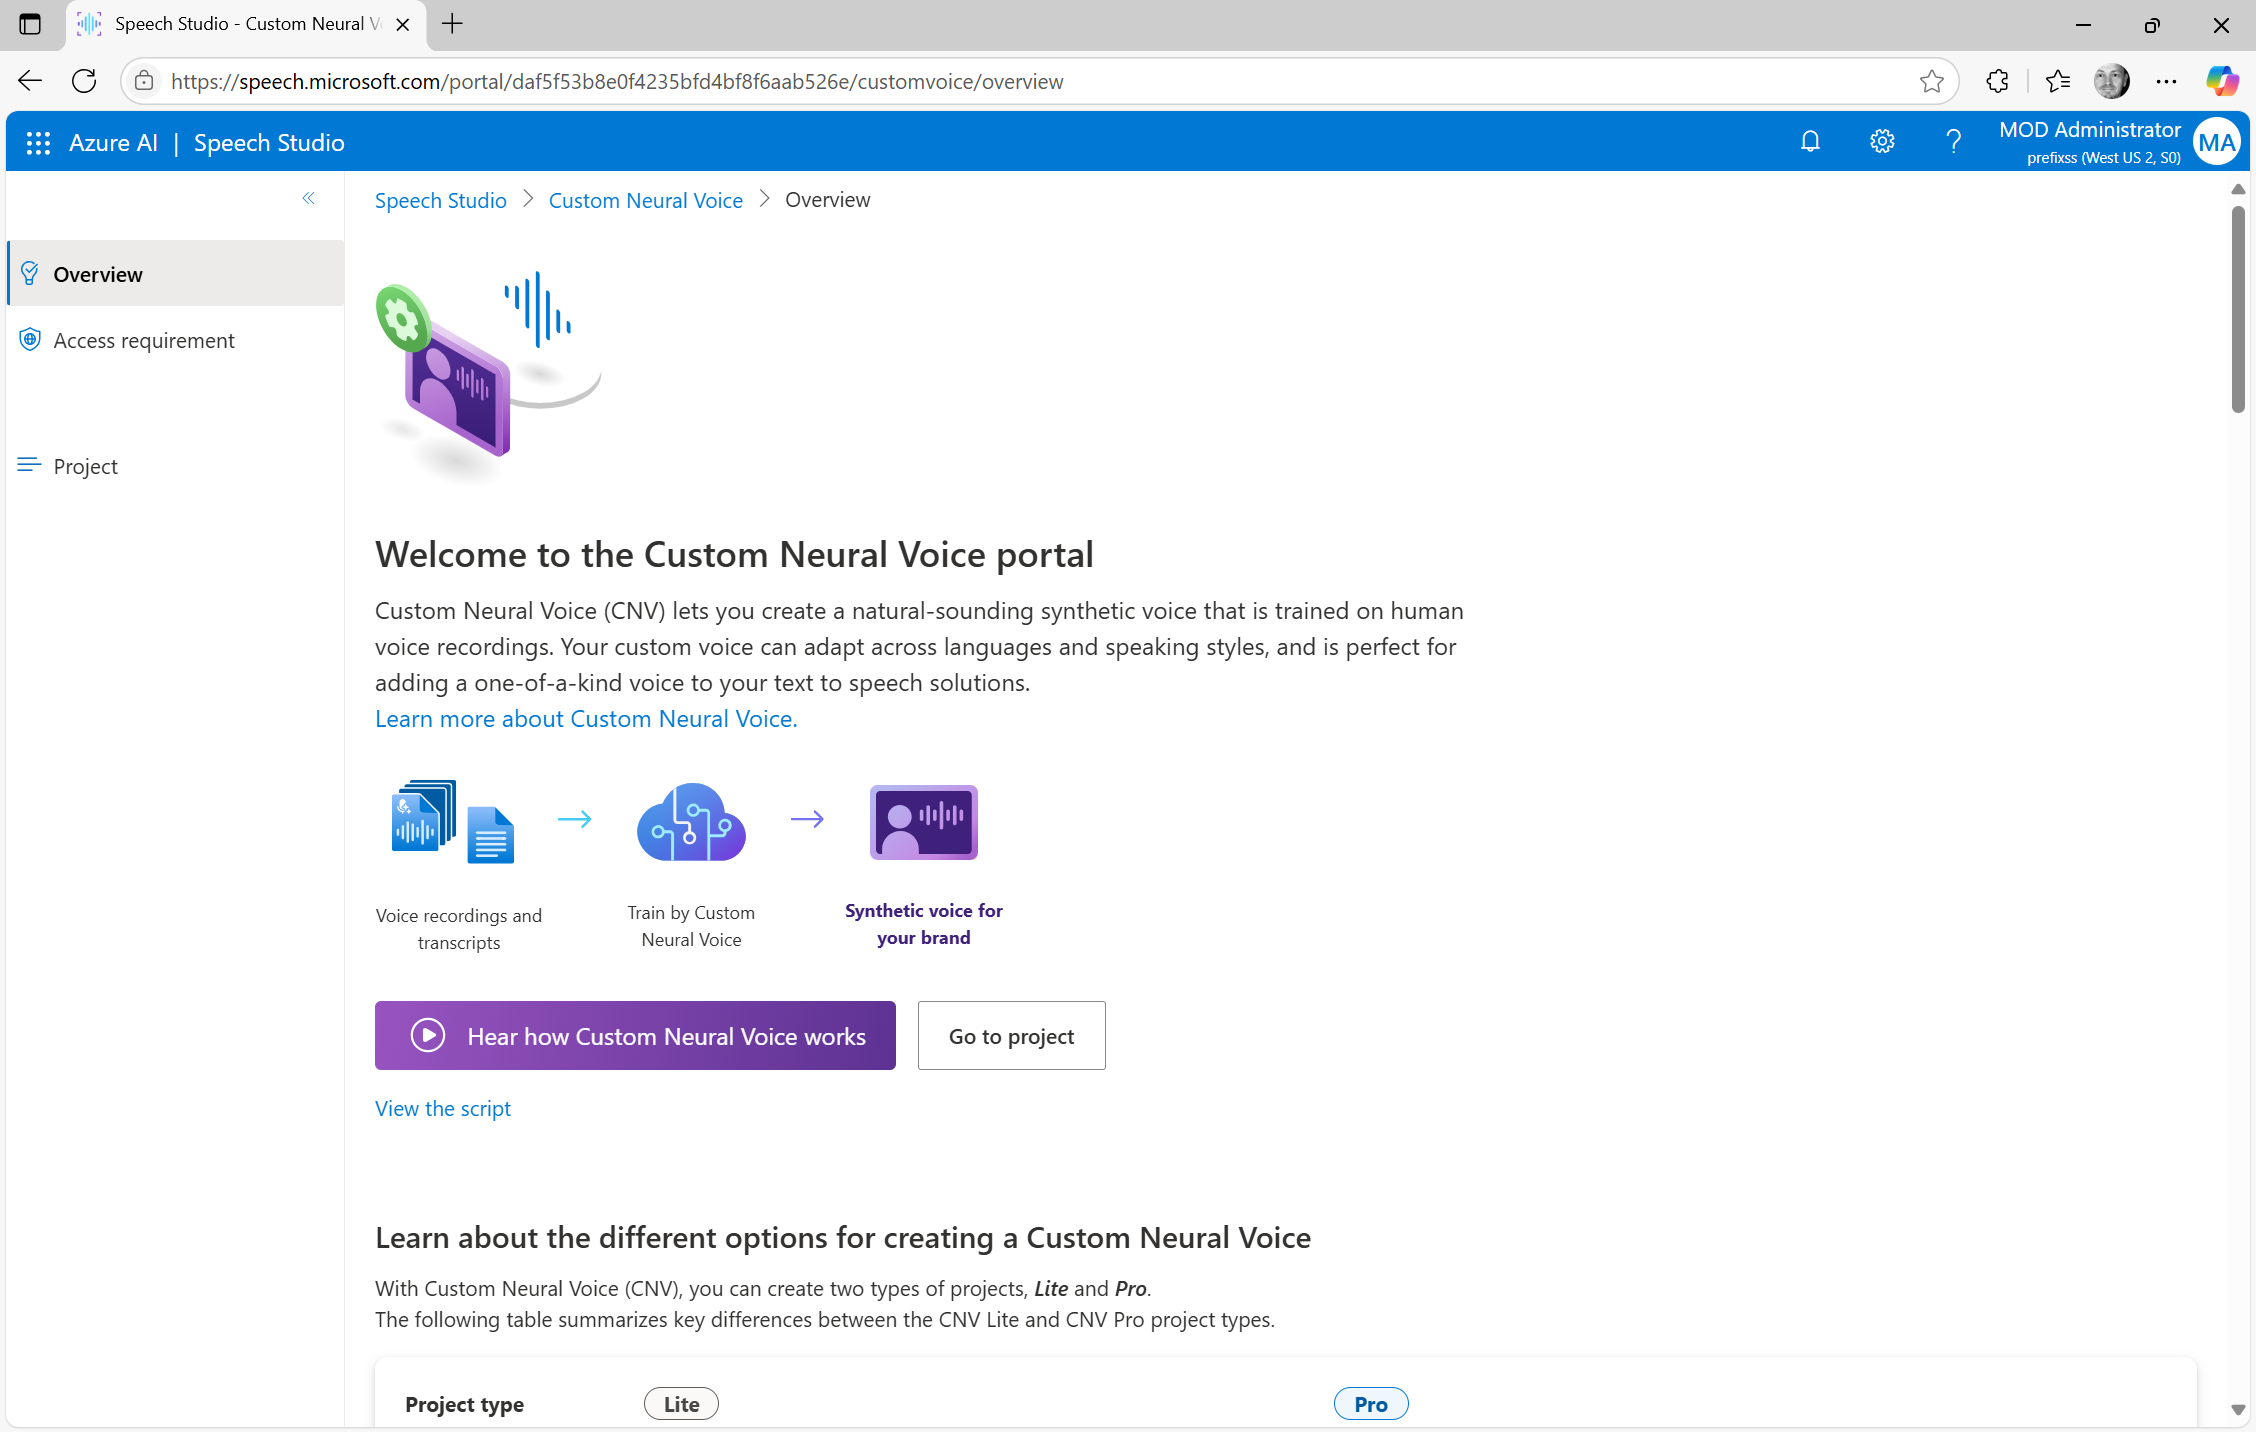 Speech Studio - Custom Neural V
https://speech.microsoft.com/portal/daf5f53b8e0f4235bfd4bf8f6aab526e/customvoice/overview
Azure AI | Speech Studio
MOD Administrator
prefixss (West US 2, S0)
MA
Speech Studio > Custom Neural Voice > Overview
Overview
Access requirement
Project
Welcome to the Custom Neural Voice portal
Custom Neural Voice (CNV) lets you create a natural-sounding synthetic voice that is trained on human
voice recordings. Your custom voice can adapt across languages and speaking styles, and is perfect for
adding a one-of-a-kind voice to your text to speech solutions.
Learn more about Custom Neural Voice.
Voice recordings and
transcripts
Train by Custom
Neural Voice
Synthetic voice for
your brand
Hear how Custom Neural Voice works
Go to project
View the script
Learn about the different options for creating a Custom Neural Voice
With Custom Neural Voice (CNV), you can create two types of projects, Lite and Pro.
The following table summarizes key differences between the CNV Lite and CNV Pro project types.
Project type Lite Pro